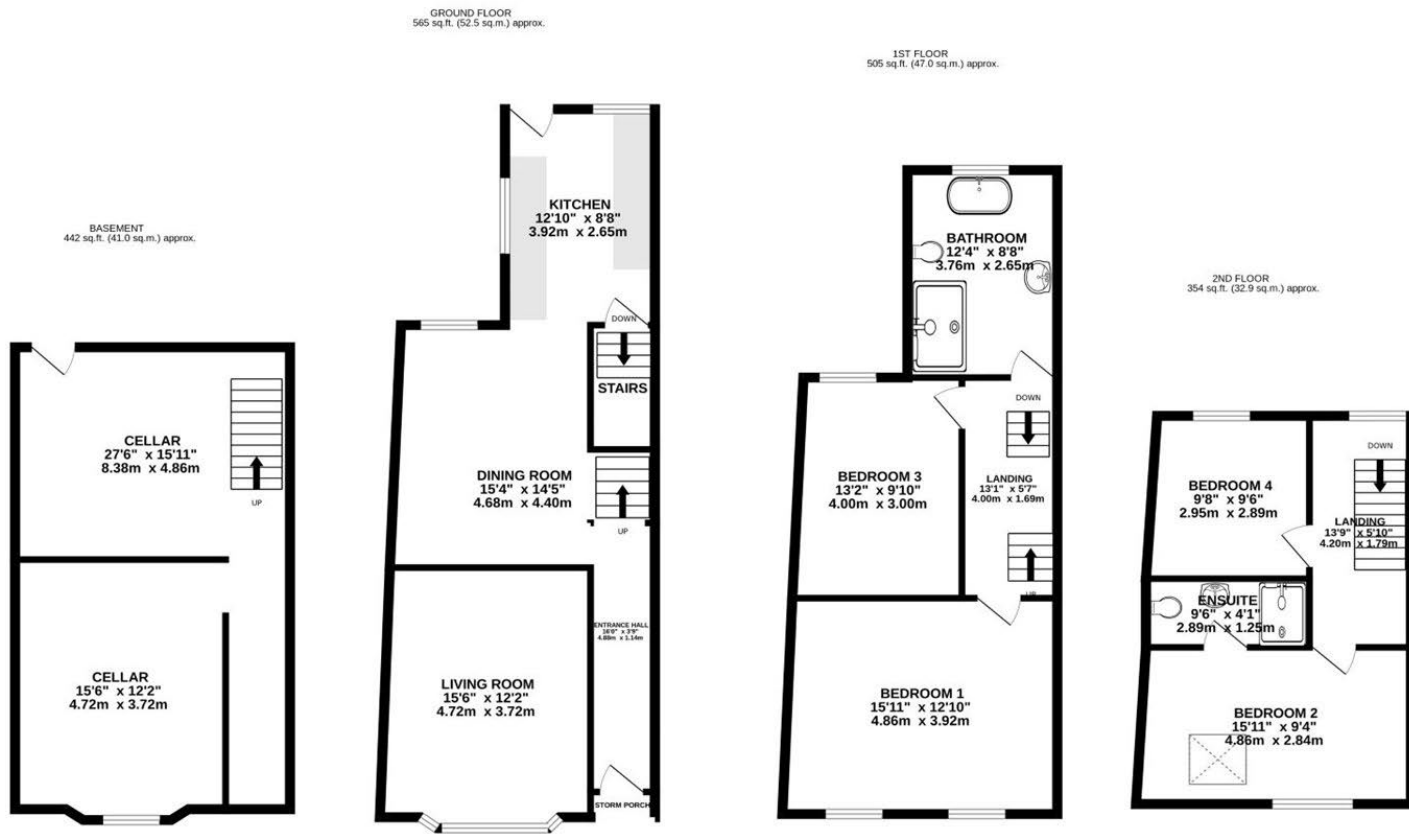 BASEMENT
442 sq.ft. (41.0 sq.m.) approx.
CELLAR
27'6" x 15'11"
8.38m x 4.86m
UP
CELLAR
15'6" x 12'2"
4.72m x 3.72m
GROUND FLOOR
565 sq.ft. (52.5 sq.m.) approx.
KITCHEN
12'10" x 8'8"
3.92m x 2.65m
DOWN
STAIRS
DINING ROOM
15'4" x 14'5"
4.68m x 4.40m
UP
ENTRANCE HALL
16'0" x 3'9"
4.88m x 1.14m
LIVING ROOM
15'6" x 12'2"
4.72m x 3.72m
STORM PORCH
1ST FLOOR
505 sq.ft. (47.0 sq.m.) approx.
BATHROOM
12'4" x 8'8"
3.76m x 2.65m
DOWN
BEDROOM 3
13'2" x 9'10"
4.00m x 3.00m
LANDING
13'1" x 5'7"
4.00m x 1.69m
UP
BEDROOM 1
15'11" x 12'10"
4.86m x 3.92m
2ND FLOOR
354 sq.ft. (32.9 sq.m.) approx.
DOWN
BEDROOM 4
9'8" x 9'6"
2.95m x 2.89m
LANDING
13'9" x 5'10"
4.20m x 1.79m
ENSUITE
9'6" x 4'1"
2.89m x 1.25m
BEDROOM 2
15'11" x 9'4"
4.86m x 2.84m